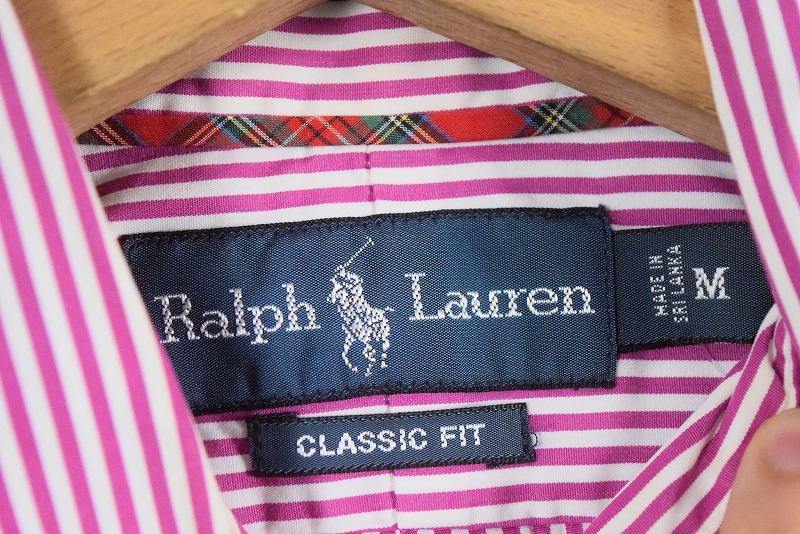 Ralph Lauren
MADE IN
SRI LANKA
M
CLASSIC FIT